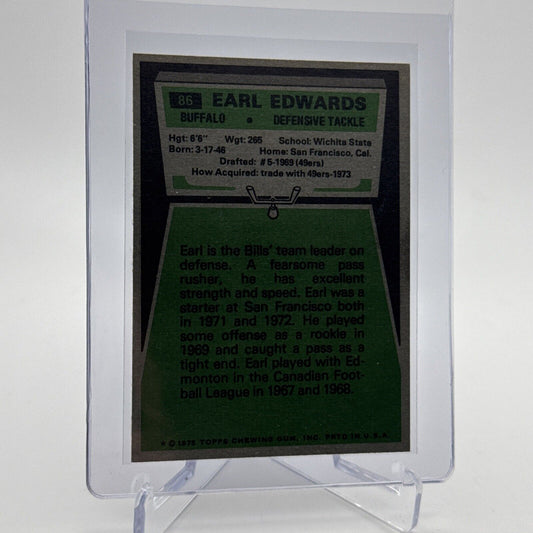 86 EARL EDWARDS
BUFFALO • DEFENSIVE TACKLE
Hgt: 6'6" Wgt: 265 School: Wichita State
Born: 3-17-46 Home: San Francisco, Cal.
Drafted: #5-1969 (49ers)
How Acquired: trade with 49ers-1973
Earl is the Bills' team leader on
defense. A fearsome pass
rusher, he has excellent
strength and speed. Earl was a
starter at San Francisco both
in 1971 and 1972. He played
some offense as a rookie in
1969 and caught a pass as a
tight end. Earl played with Ed-
monton in the Canadian Foot-
ball League in 1967 and 1968.
* © 1975 TOPPS CHEWING GUM, INC. PRTD IN U.S.A.